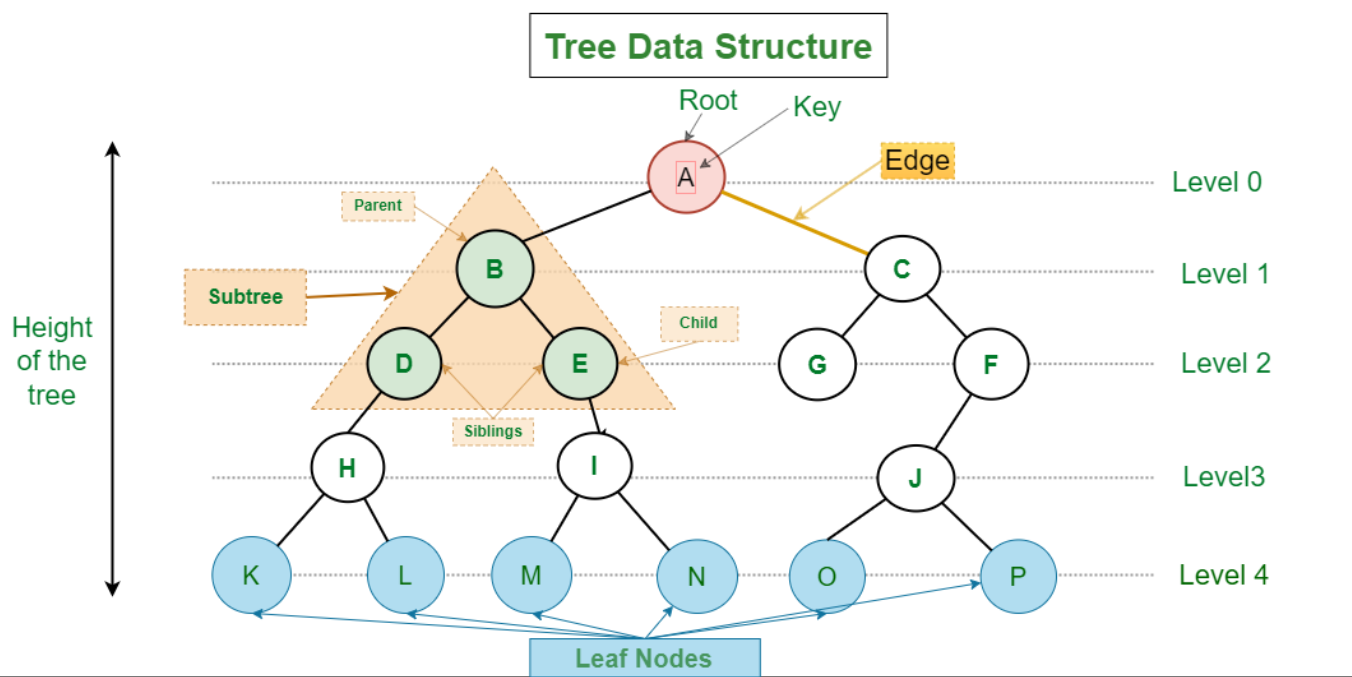 Tree Data Structure
Root
Key
A
Edge
Level 0
Parent
B
C
Level 1
Subtree
Height
of the
tree
Child
D
E
G
F
Level 2
Siblings
H
I
J
Level3
K
L
M
N
O
P
Level 4
Leaf Nodes